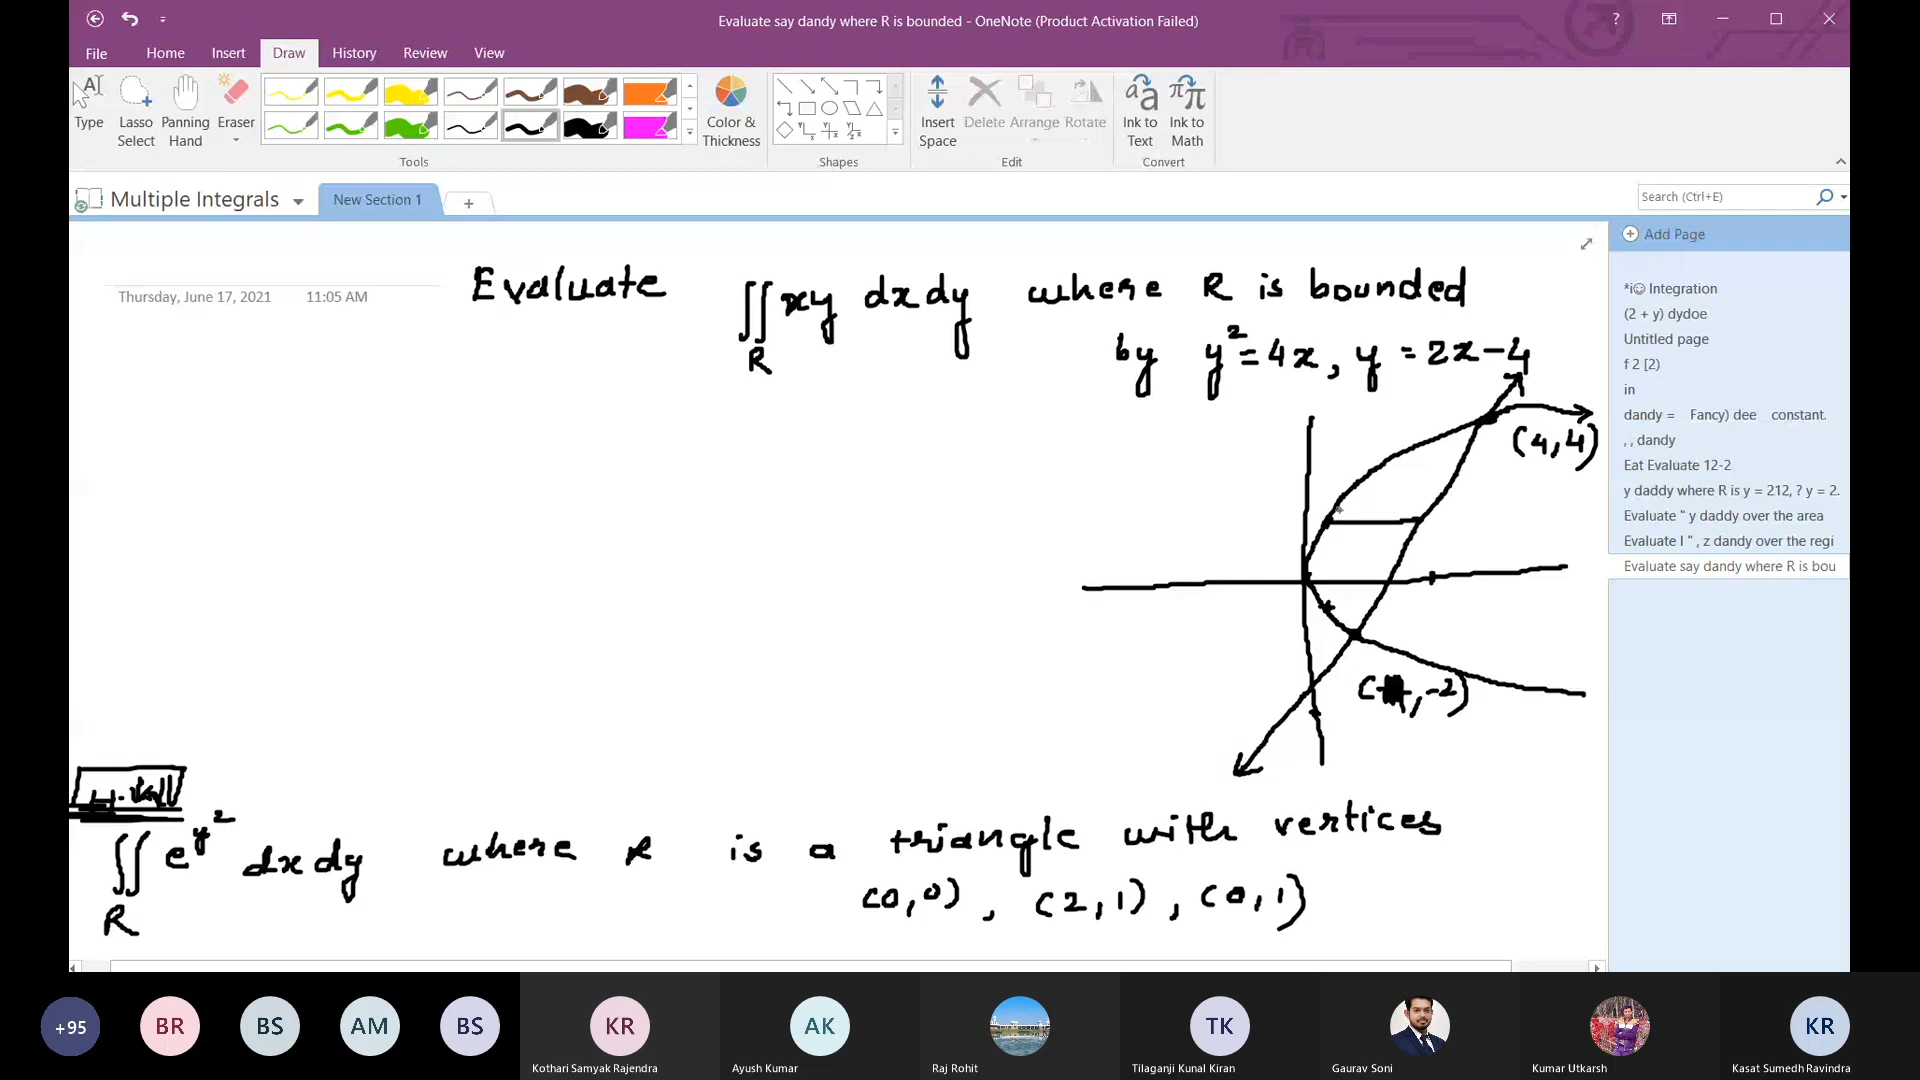 Evaluate say dandy where R is bounded - OneNote (Product Activation Failed)
File Home Insert Draw History Review View
Type
Lasso Select
Panning Hand
Eraser
Color & Thickness
Insert Space
Delete
Arrange
Rotate
Ink to Text
Ink to Math
Tools
Shapes
Edit
Convert
Multiple Integrals
New Section 1
Search (Ctrl+E)
Add Page
Thursday, June 17, 2021 11:05 AM
Evaluate ∬ xy dxdy where R is bounded
R
by y² = 4x, y = 2x-4
(4,4)
,-2)
∬ e^y² dxdy where R is a triangle with vertices
R
(0,0), (2,1), (0,1)
*i☺ Integration
(2 + y) dydoe
Untitled page
f 2 [2)
in
dandy = Fancy) dee constant.
, , dandy
Eat Evaluate 12-2
y daddy where R is y = 212, ? y = 2.
Evaluate " y daddy over the area
Evaluate I " , z dandy over the regi
Evaluate say dandy where R is bou
+95
BR
BS
AM
BS
KR
Kothari Samyak Rajendra
AK
Ayush Kumar
Raj Rohit
TK
Tilaganji Kunal Kiran
Gaurav Soni
Kumar Utkarsh
KR
Kasat Sumedh Ravindra